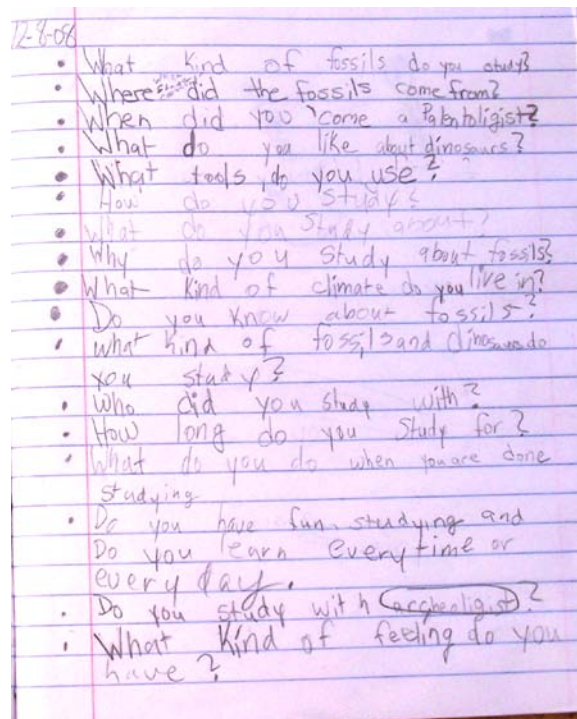 12-8-08
• What kind of fossils do you study?
• Where did the fossils come from?
• When did you 'come a Palentoligist?
• What do you like about dinosaurs?
• What tools do you use?
• How do you study?
• What do you study about?
• Why do you study about fossils?
• What kind of climate do you live in?
• Do you know about fossils?
• what kind of fossils and dinosaurs do
you study?
• Who did you study with?
• How long do you study for?
• What do you do when you are done
studying
• Do you have fun studying and
Do you learn every time or
every day.
• Do you study with ?
• What kind of feeling do you
have?